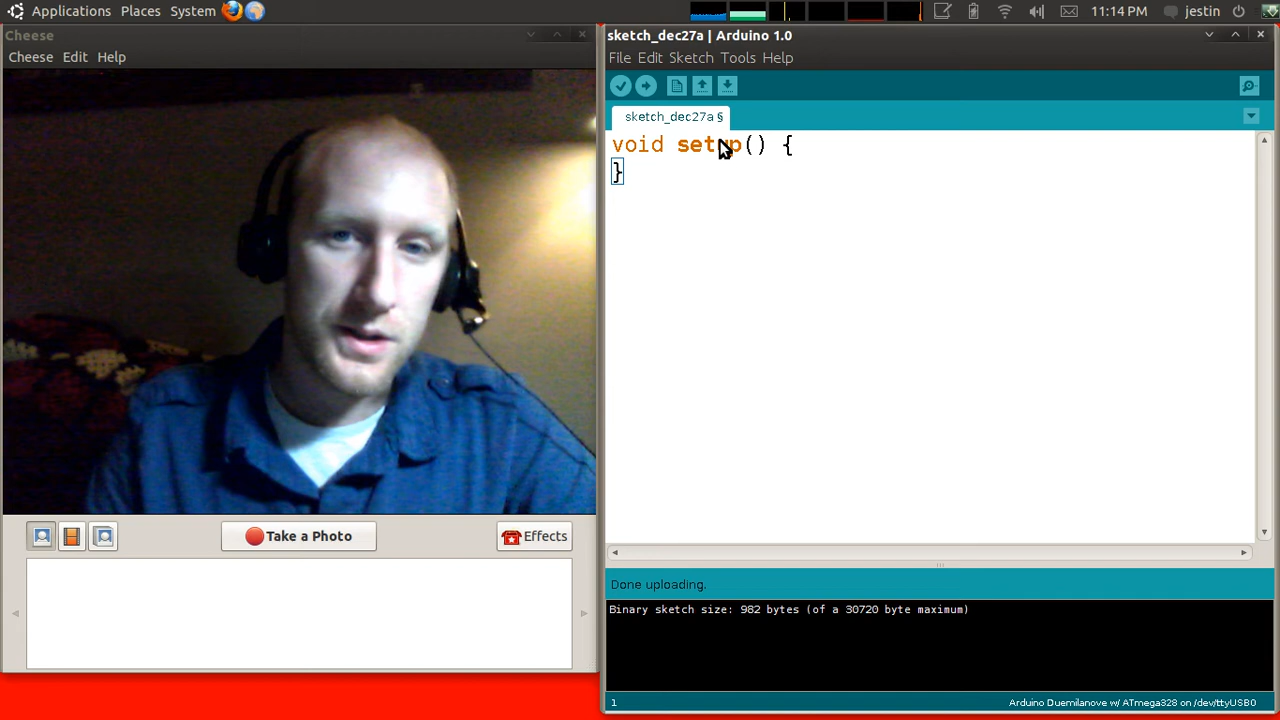 Applications Places System 11:14 PM jestin
Cheese
Cheese Edit Help
Take a Photo
Effects
sketch_dec27a | Arduino 1.0
File Edit Sketch Tools Help
sketch_dec27a §
void setup() {
}
Done uploading.
Binary sketch size: 982 bytes (of a 30720 byte maximum)
1 Arduino Duemilanove w/ ATmega328 on /dev/ttyUSB0